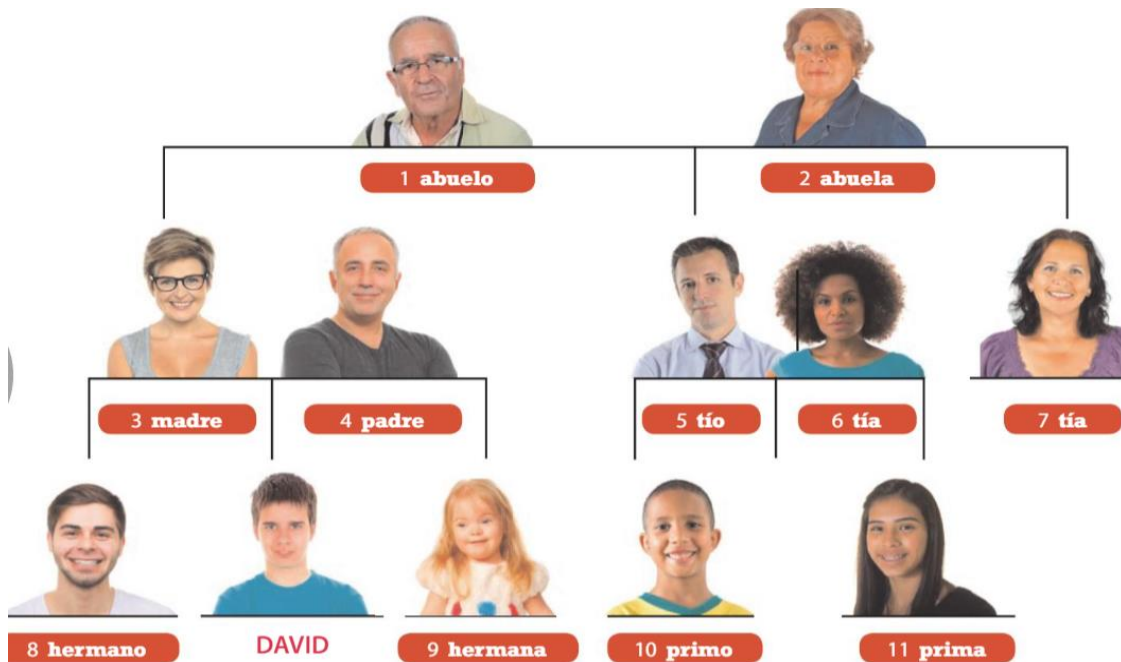 1 abuelo
2 abuela
3 madre
4 padre
5 tío
6 tía
7 tía
8 hermano
DAVID
9 hermana
10 primo
11 prima